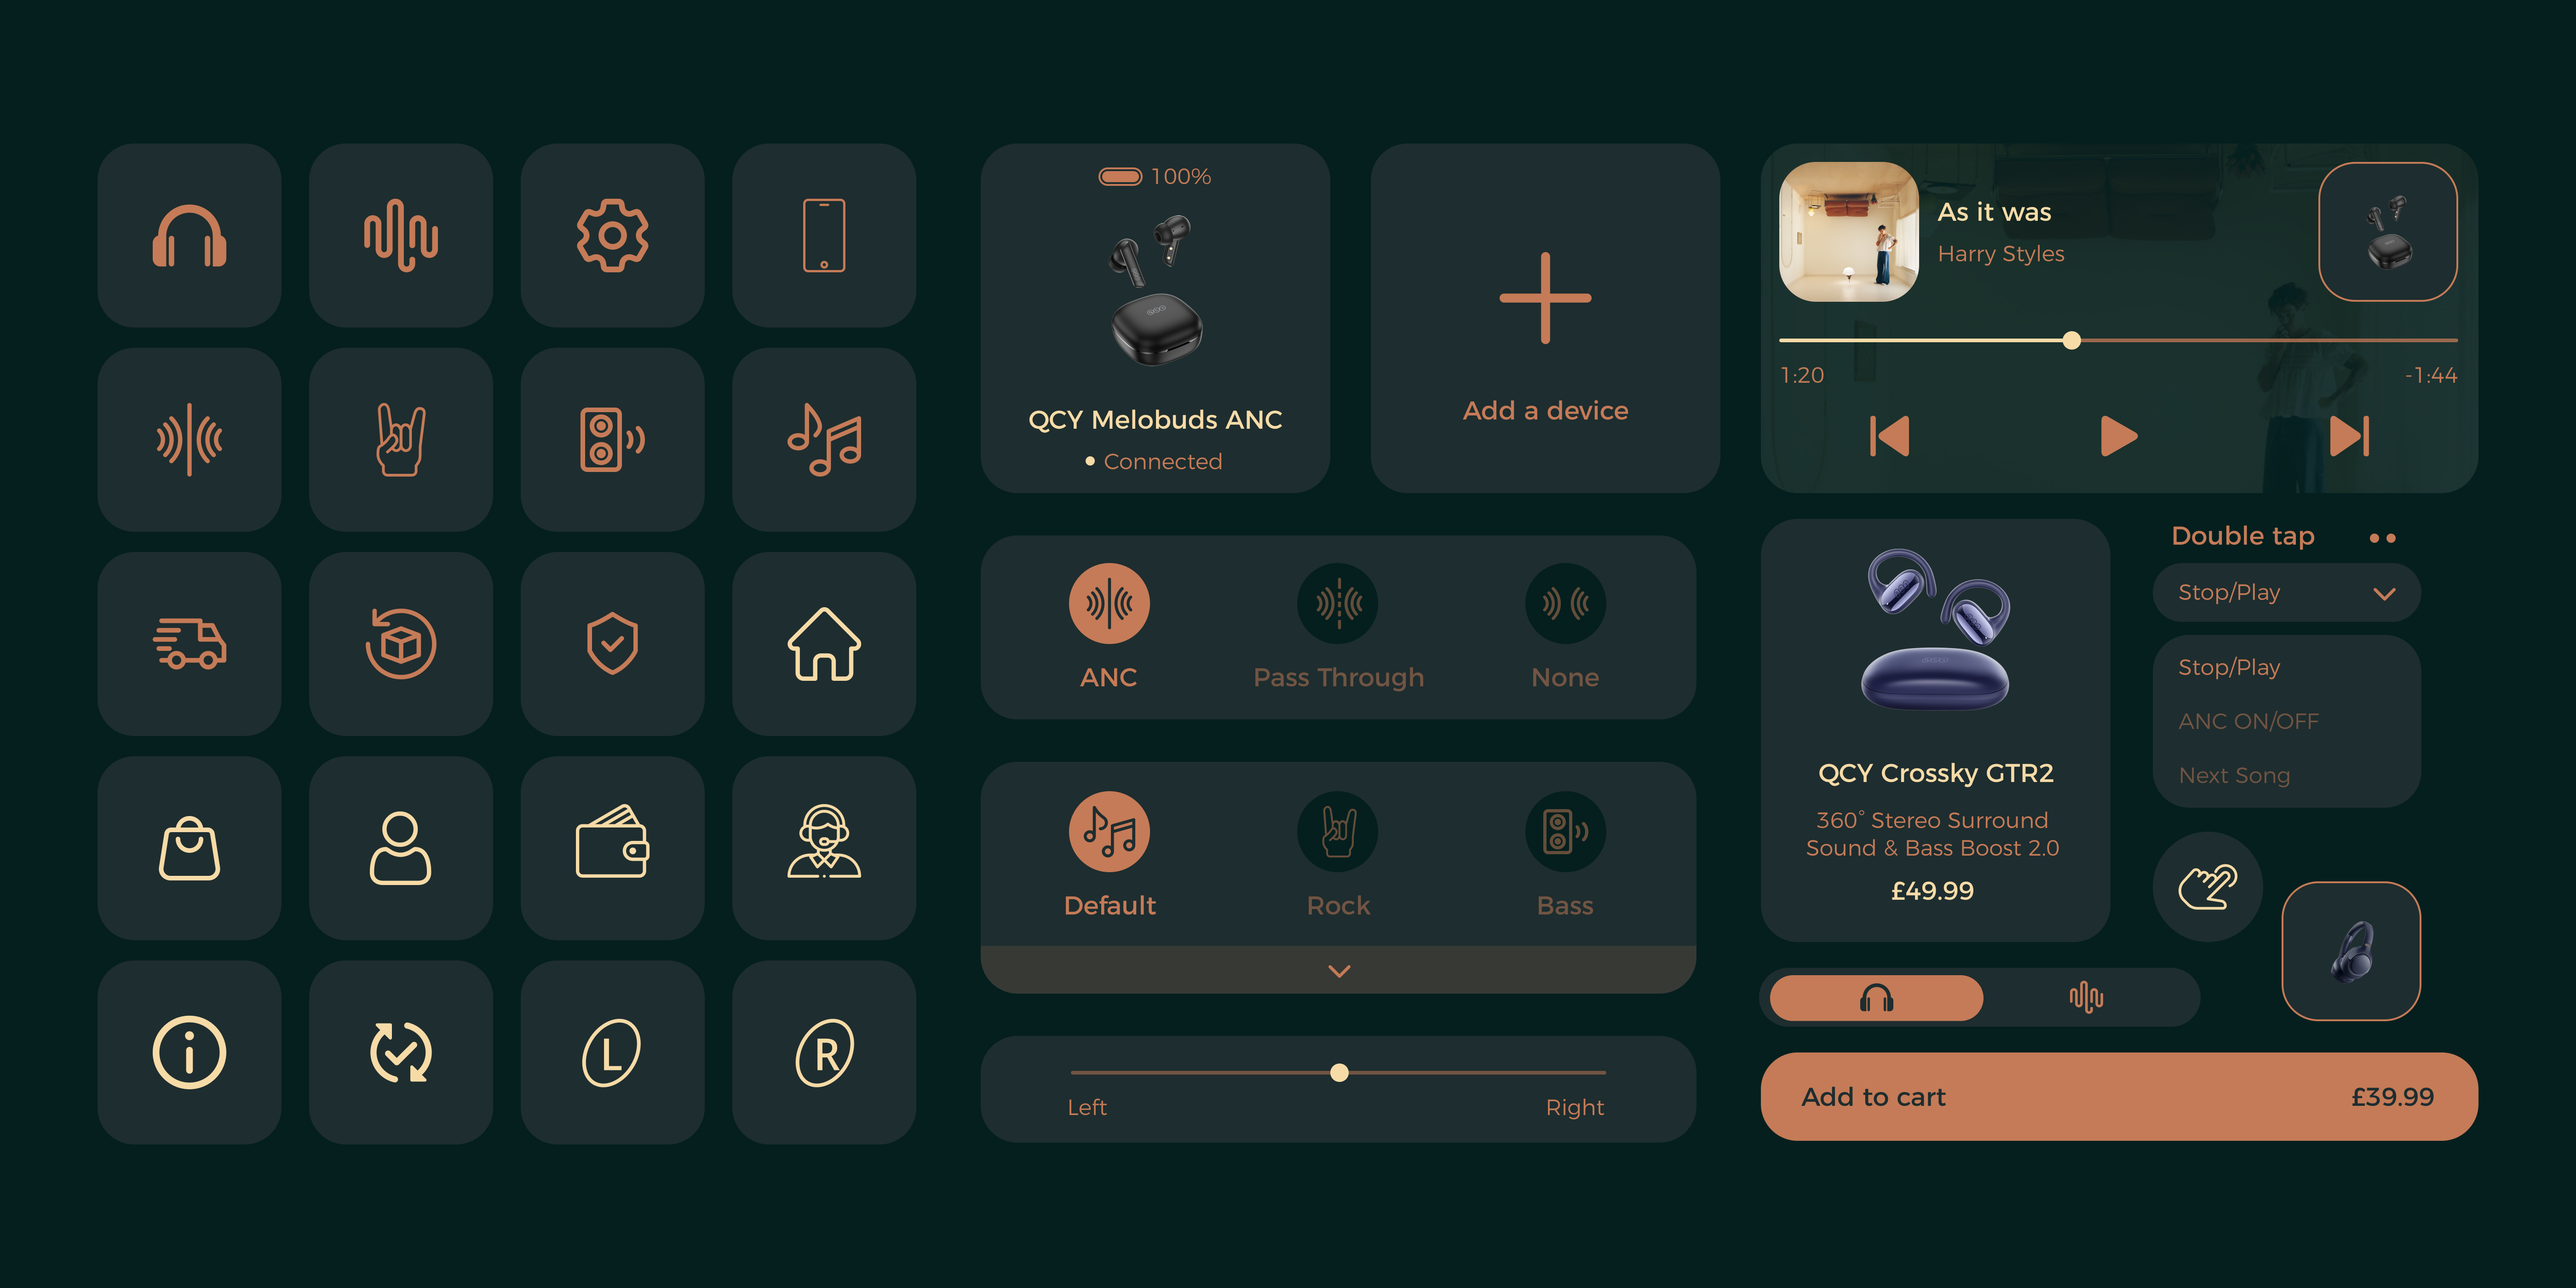 100%
QCY Melobuds ANC
Connected
Add a device
As it was
Harry Styles
1:20
-1:44
ANC
Pass Through
None
Default
Rock
Bass
Left
Right
QCY Crossky GTR2
360° Stereo Surround
Sound & Bass Boost 2.0
£49.99
Double tap
Stop/Play
Stop/Play
ANC ON/OFF
Next Song
Add to cart
£39.99
L
R